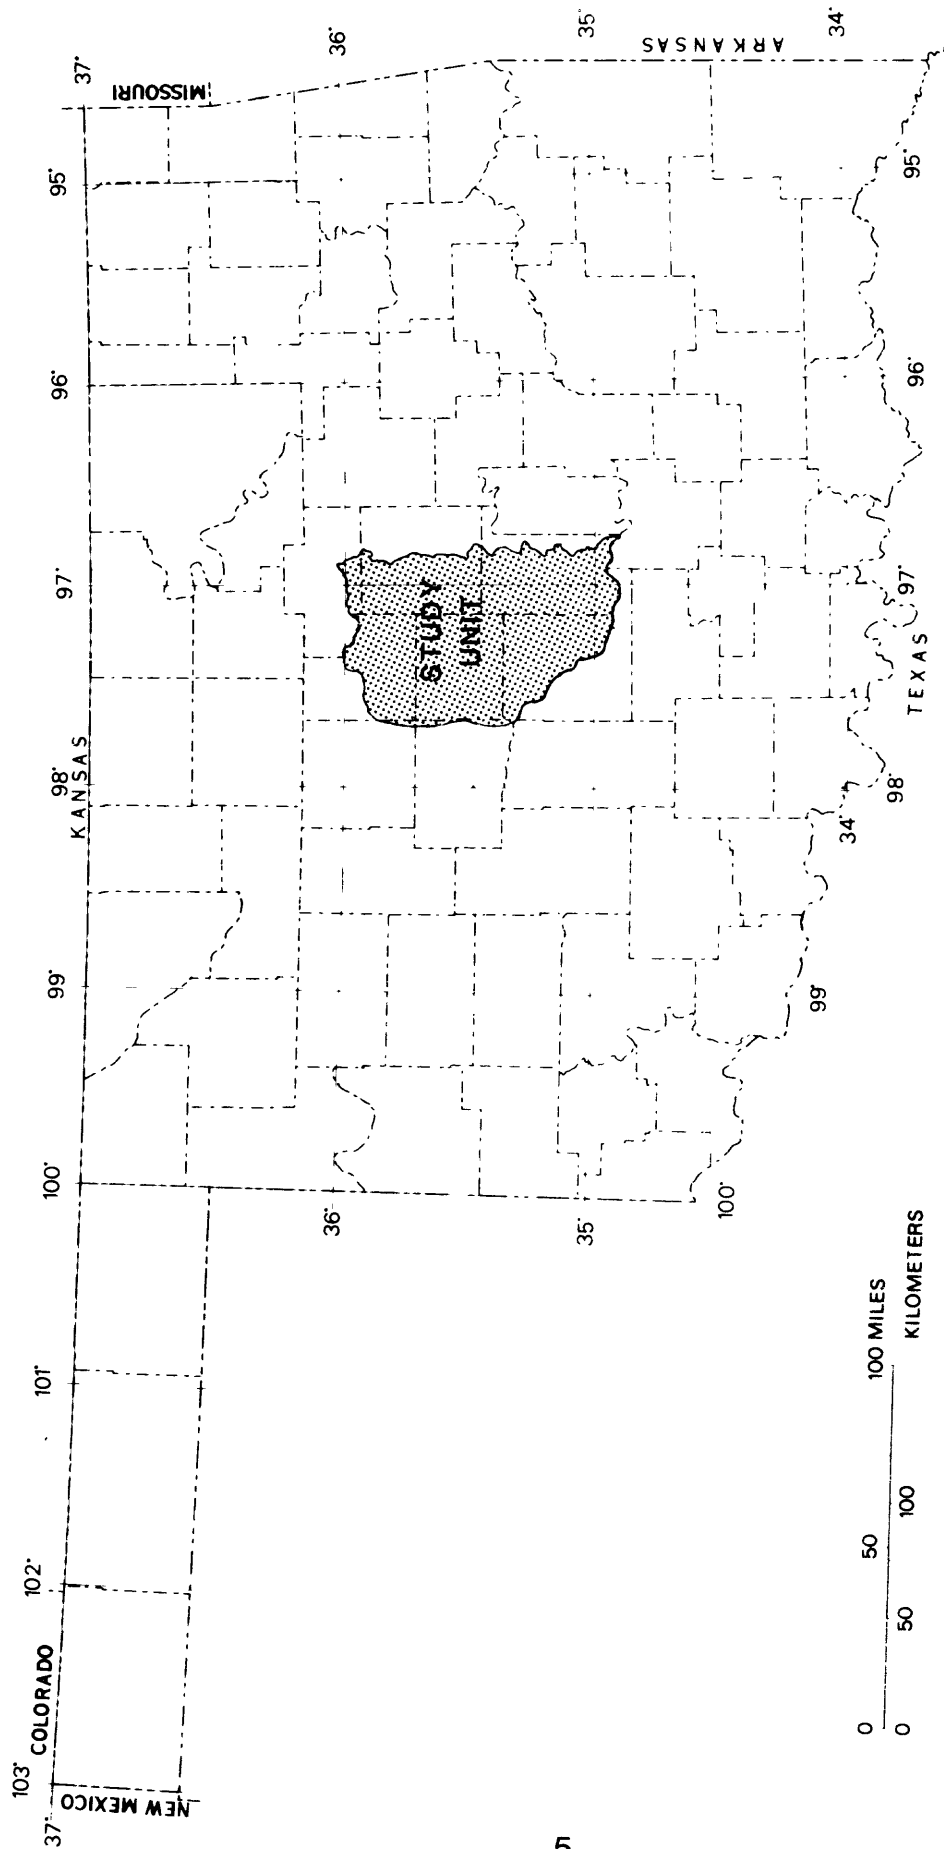 103°
102°
101°
100°
99°
98°
97°
96°
95°
37°
COLORADO
KANSAS
37°
MISSOURI
NEW MEXICO
36°
36°
STUDY
UNIT
35°
35°
ARKANSAS
34°
34°
100°
99°
98°
97°
96°
95°
TEXAS
0
50
100 MILES
0
50
100
KILOMETERS
5